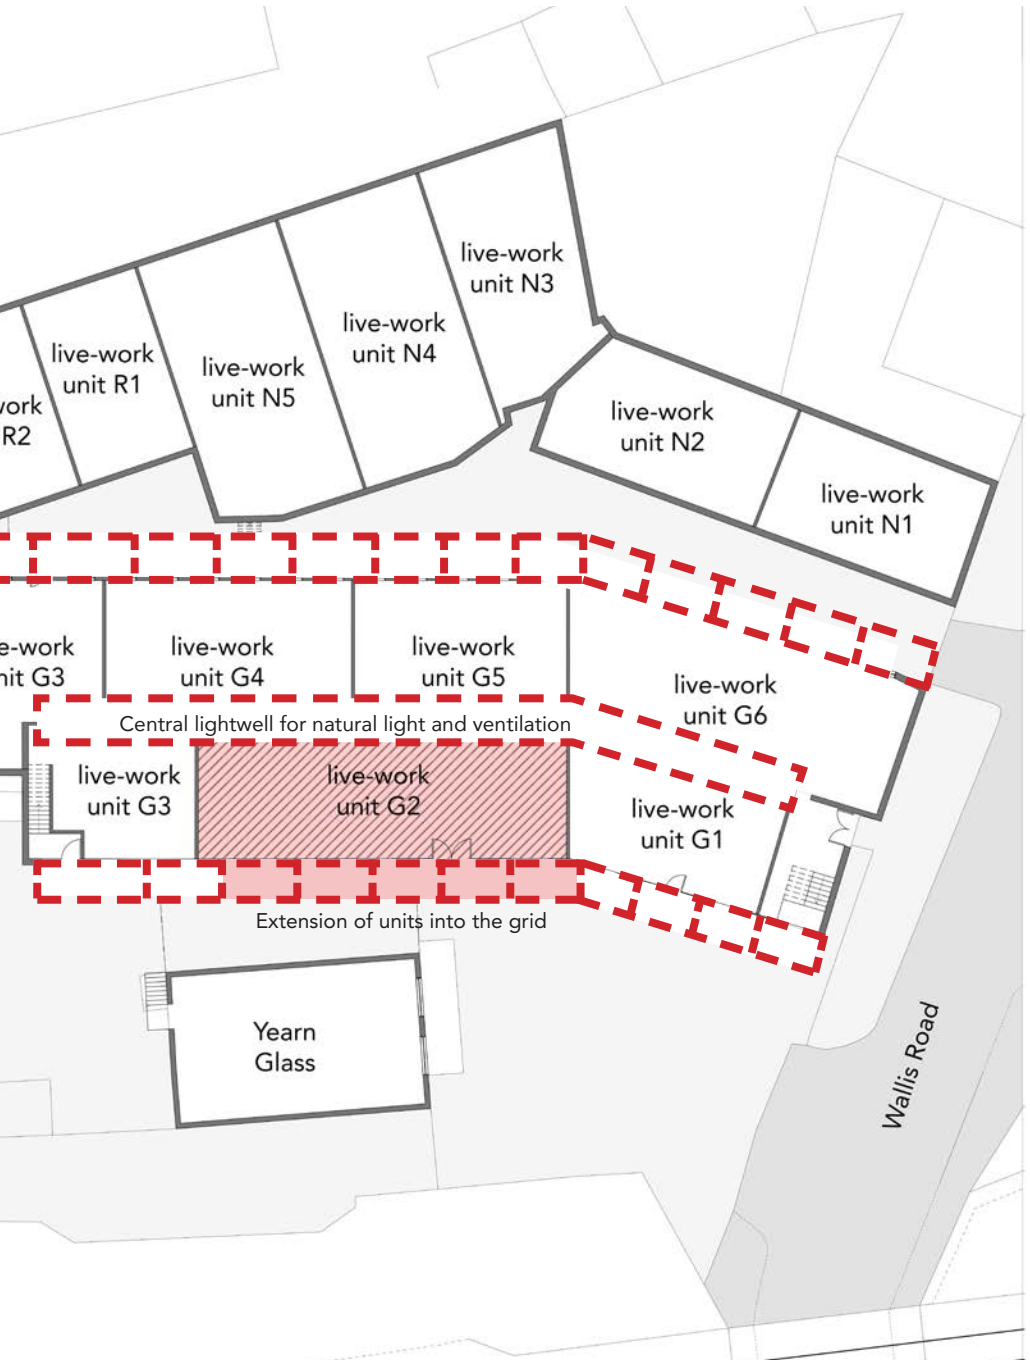 live-work
unit N3
live-work
unit N4
live-work
unit R1
live-work
unit N5
work
R2
live-work
unit N2
live-work
unit N1
e-work
nit G3
live-work
unit G4
live-work
unit G5
live-work
unit G6
Central lightwell for natural light and ventilation
live-work
unit G3
live-work
unit G2
live-work
unit G1
Extension of units into the grid
Yearn
Glass
Wallis Road